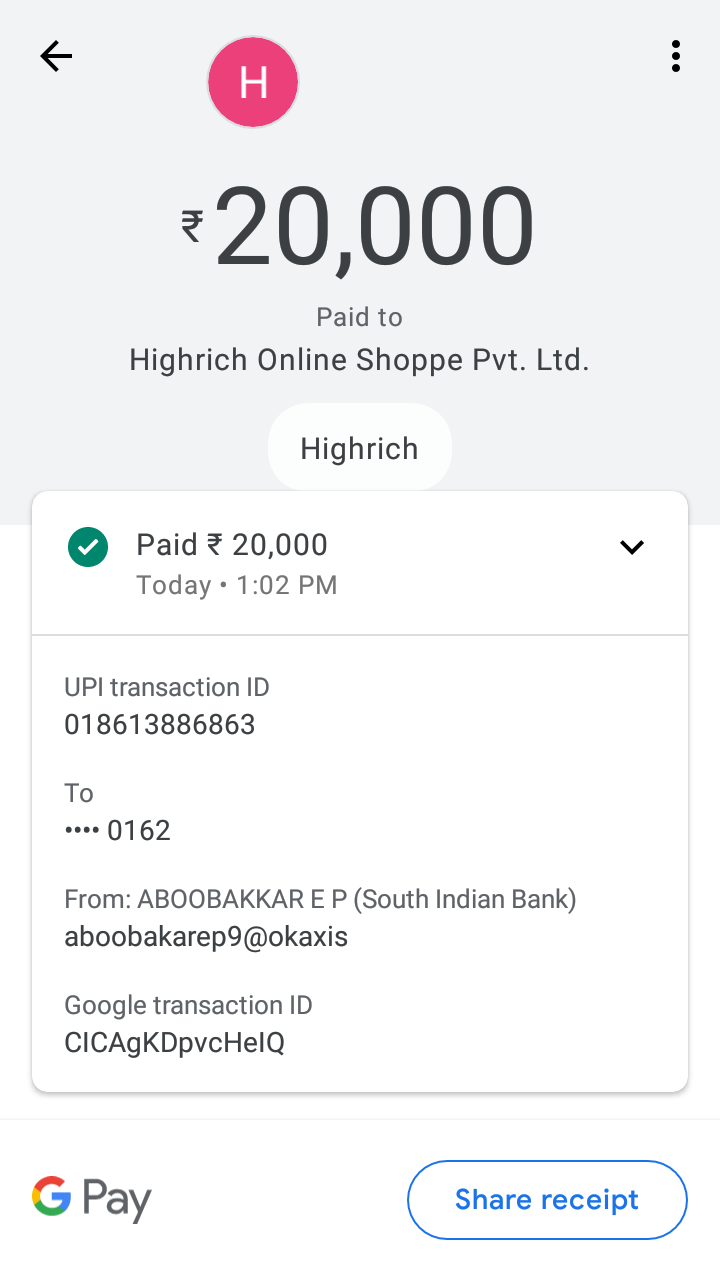 H
₹20,000
Paid to
Highrich Online Shoppe Pvt. Ltd.
Highrich
Paid ₹ 20,000
Today • 1:02 PM
UPI transaction ID
018613886863
To
•••• 0162
From: ABOOBAKKAR E P (South Indian Bank)
aboobakarep9@okaxis
Google transaction ID
CICAgKDpvcHeIQ
G Pay
Share receipt